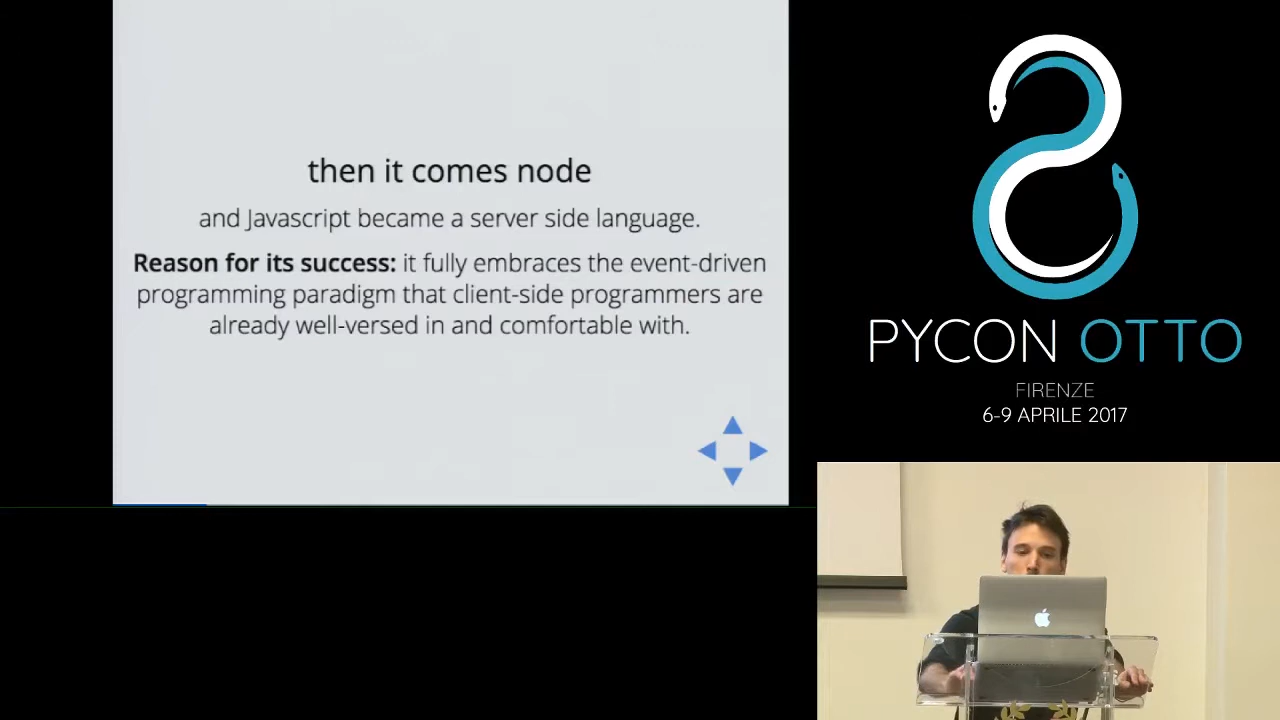 then it comes node
and Javascript became a server side language.
Reason for its success: it fully embraces the event-driven
programming paradigm that client-side programmers are
already well-versed in and comfortable with.
PYCON OTTO
FIRENZE
6-9 APRILE 2017